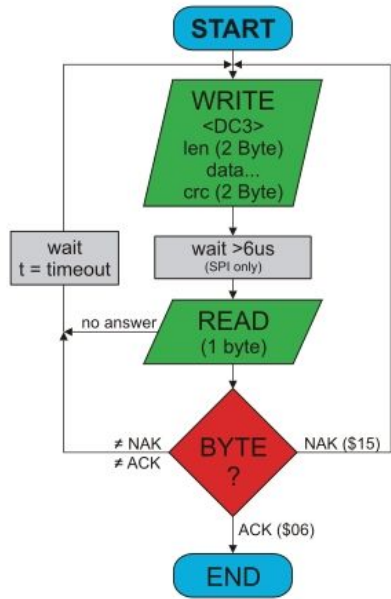 START
WRITE
<DC3>
len (2 Byte)
data...
crc (2 Byte)
wait
t = timeout
wait >6us
(SPI only)
no answer
READ
(1 byte)
≠ NAK
≠ ACK
BYTE
?
NAK ($15)
ACK ($06)
END